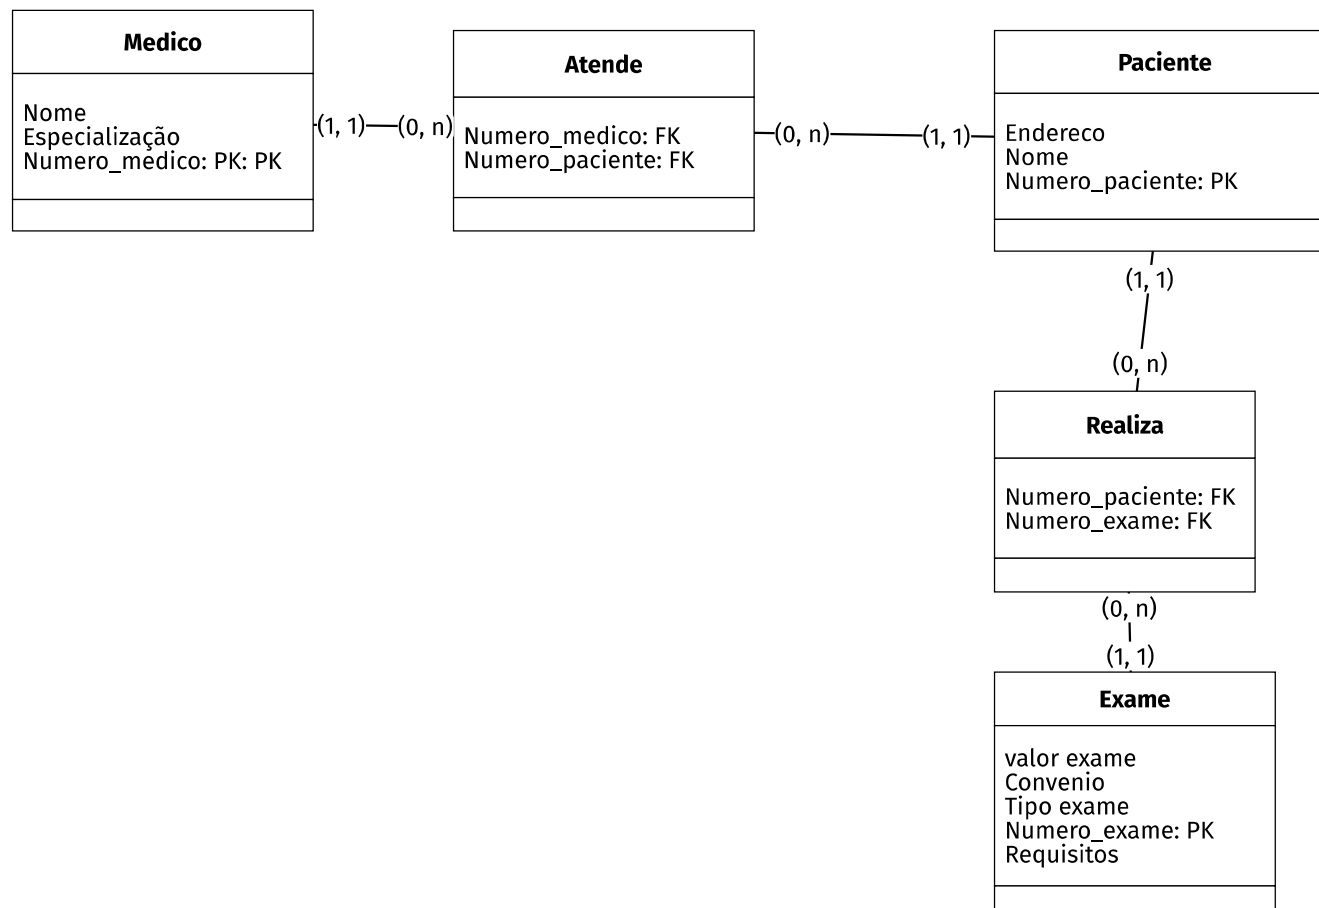 Medico
Nome
Especialização
Numero_medico: PK: PK
(1, 1)
(0, n)
Atende
Numero_medico: FK
Numero_paciente: FK
(0, n)
(1, 1)
Paciente
Endereco
Nome
Numero_paciente: PK
(1, 1)
(0, n)
Realiza
Numero_paciente: FK
Numero_exame: FK
(0, n)
(1, 1)
Exame
valor exame
Convenio
Tipo exame
Numero_exame: PK
Requisitos